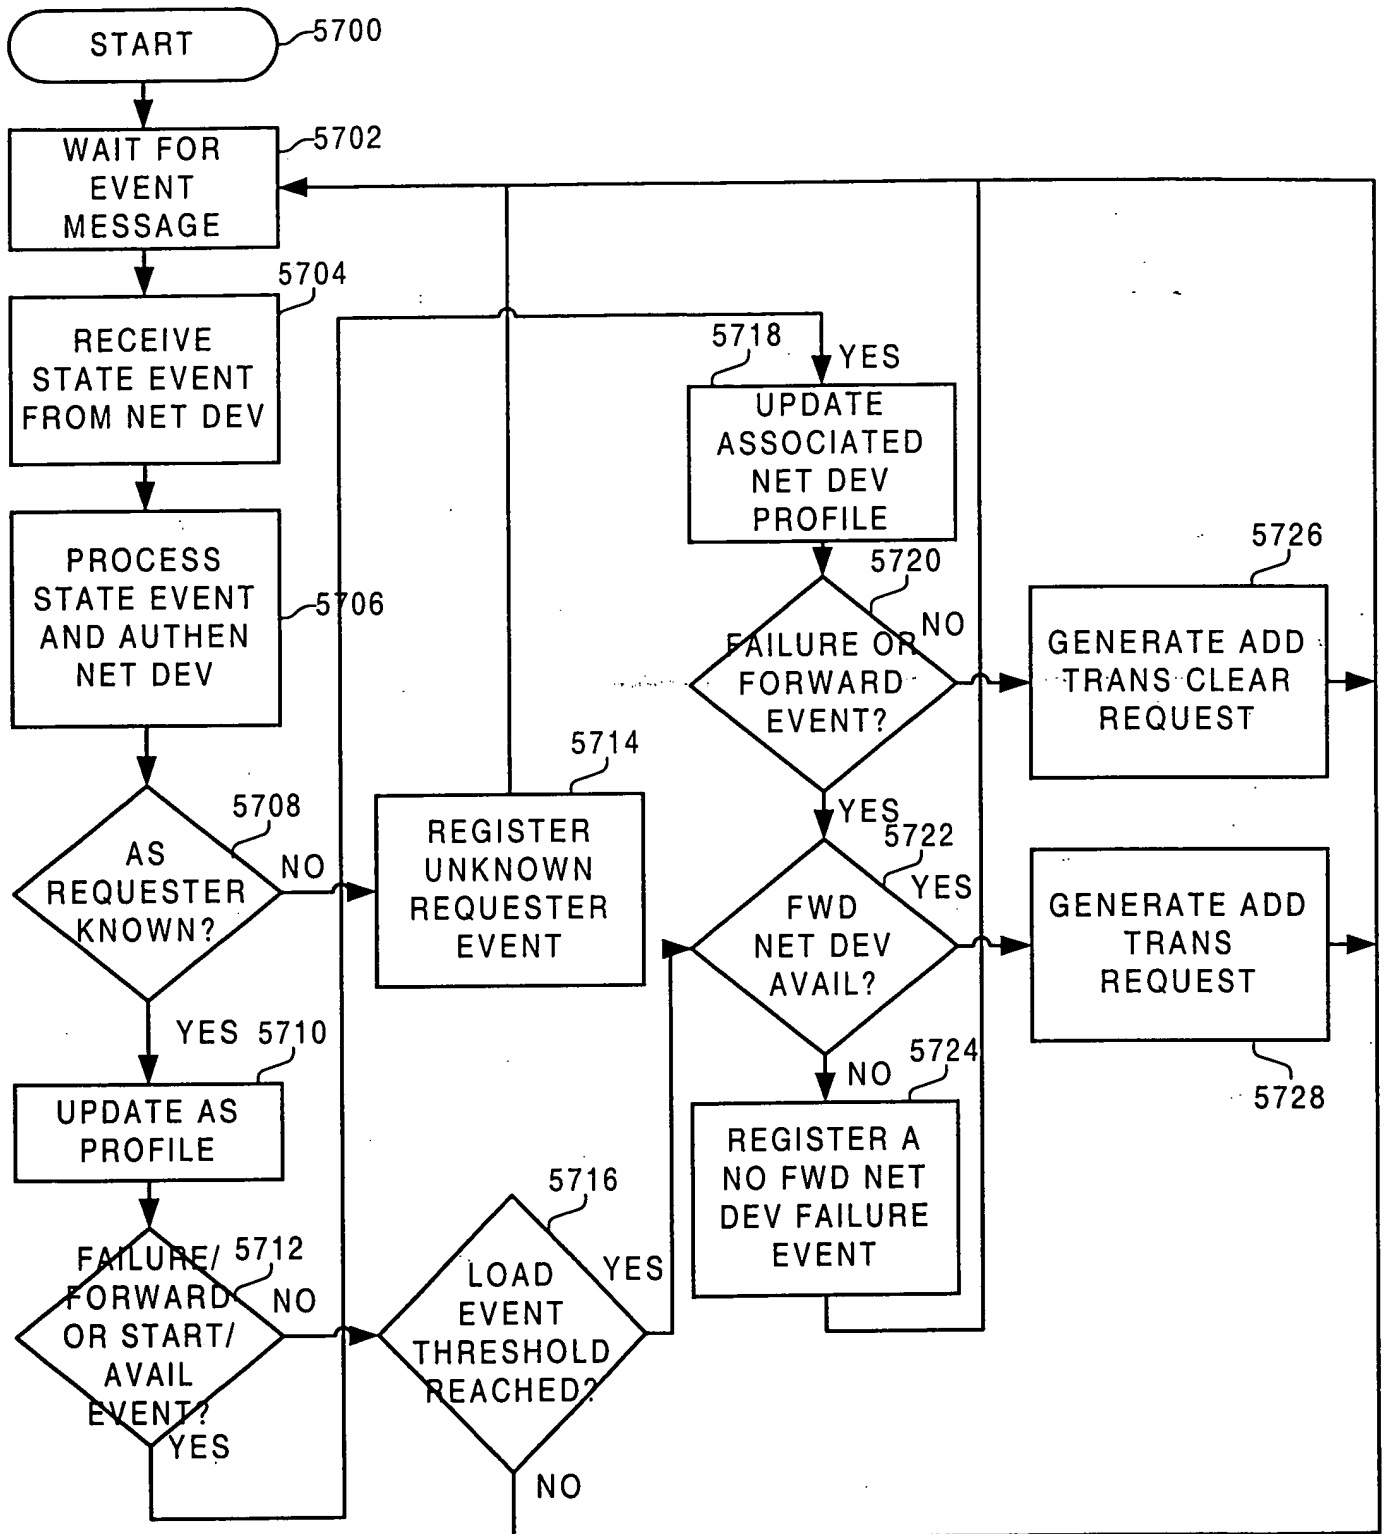 START
5700
WAIT FOR
EVENT
MESSAGE
5702
5704
RECEIVE
STATE EVENT
FROM NET DEV
PROCESS
STATE EVENT
AND AUTHEN
NET DEV
5706
5708
AS
REQUESTER
KNOWN?
NO
YES
5710
UPDATE AS
PROFILE
5712
FAILURE/
FORWARD
OR START/
AVAIL
EVENT?
NO
YES
5714
REGISTER
UNKNOWN
REQUESTER
EVENT
5716
LOAD
EVENT
THRESHOLD
REACHED?
YES
NO
5718
YES
UPDATE
ASSOCIATED
NET DEV
PROFILE
5720
FAILURE OR
FORWARD
EVENT?
NO
YES
5722
FWD
NET DEV
AVAIL?
YES
NO
5724
REGISTER A
NO FWD NET
DEV FAILURE
EVENT
5726
GENERATE ADD
TRANS CLEAR
REQUEST
GENERATE ADD
TRANS
REQUEST
5728